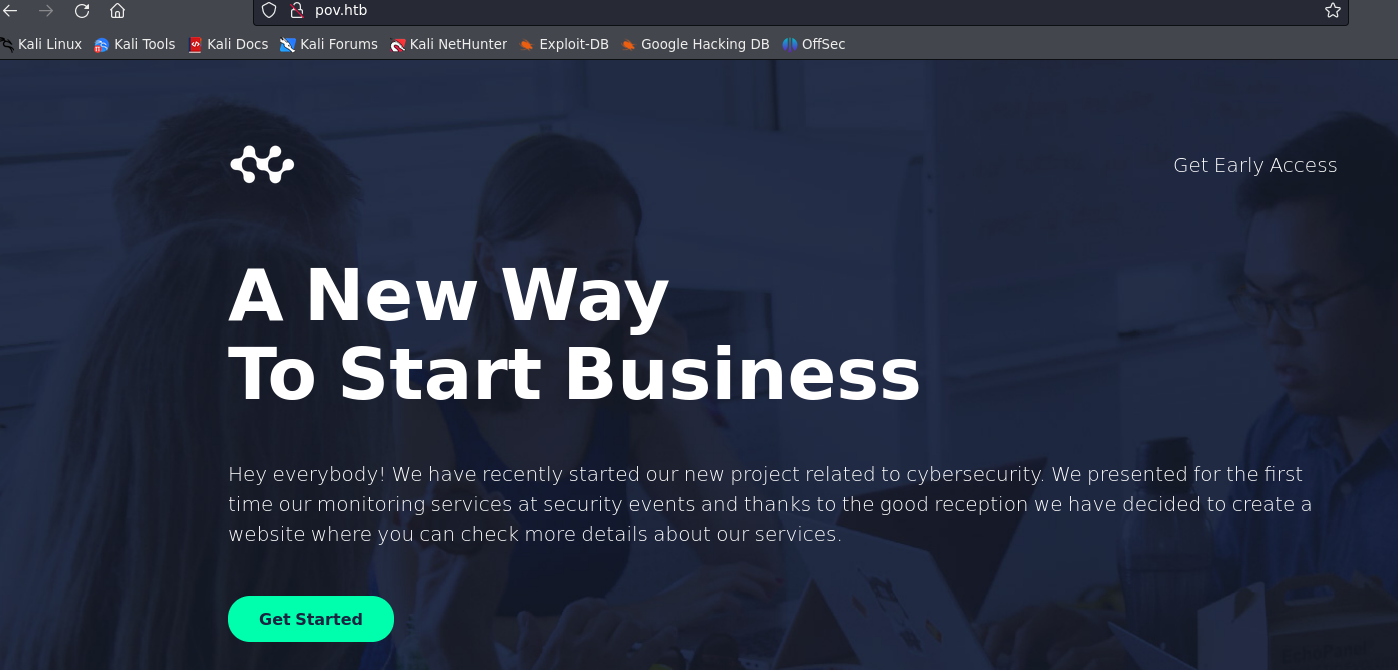 pov.htb
Kali Linux Kali Tools Kali Docs Kali Forums Kali NetHunter Exploit-DB Google Hacking DB OffSec
Get Early Access
A New Way
To Start Business
Hey everybody! We have recently started our new project related to cybersecurity. We presented for the first
time our monitoring services at security events and thanks to the good reception we have decided to create a
website where you can check more details about our services.
Get Started